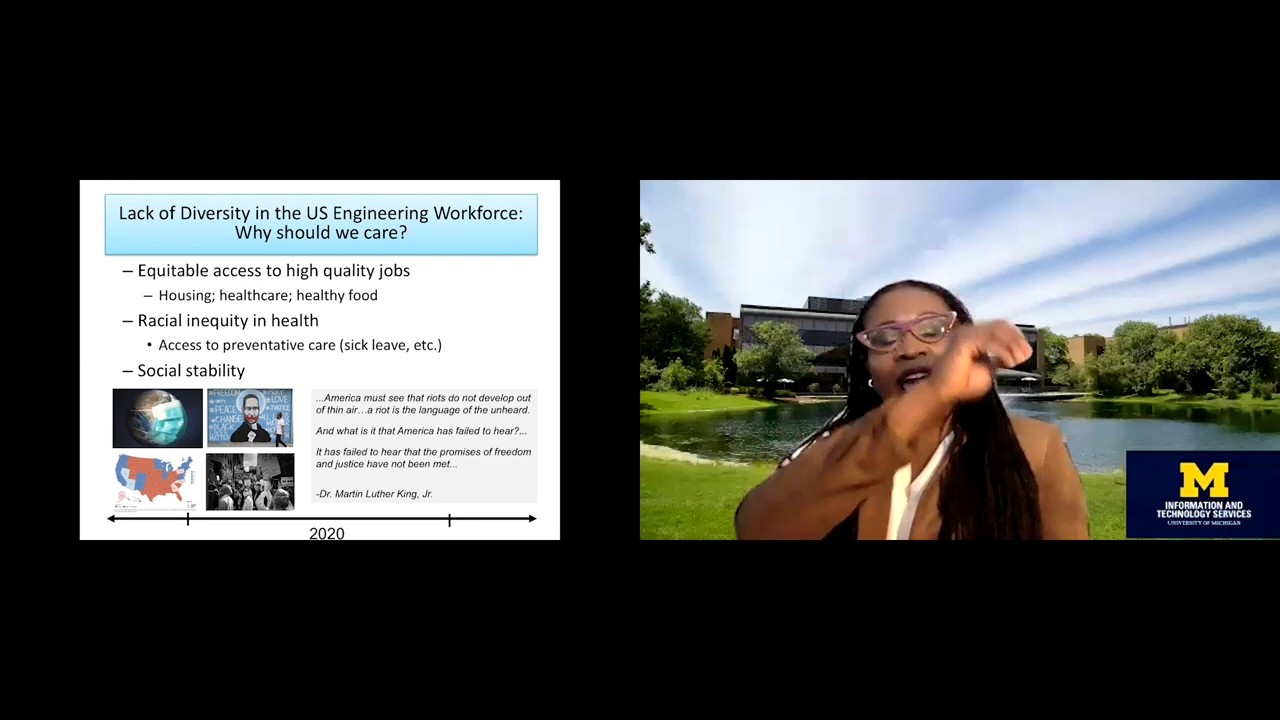 Lack of Diversity in the US Engineering Workforce:
Why should we care?
– Equitable access to high quality jobs
– Housing; healthcare; healthy food
– Racial inequity in health
• Access to preventative care (sick leave, etc.)
– Social stability
PEACE
CHANGE
LOVE
...America must see that riots do not develop out
of thin air…a riot is the language of the unheard.
And what is it that America has failed to hear?...
It has failed to hear that the promises of freedom
and justice have not been met...
-Dr. Martin Luther King, Jr.
2020
M
INFORMATION AND
TECHNOLOGY SERVICES
UNIVERSITY OF MICHIGAN